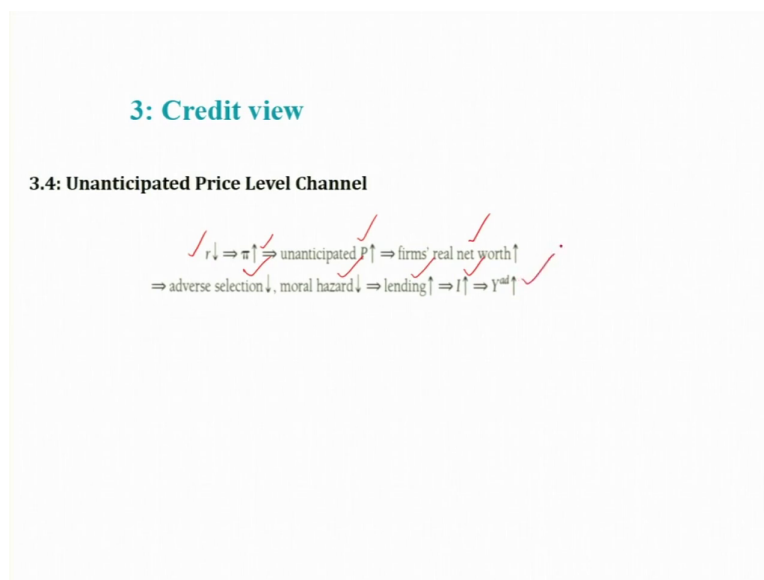 3: Credit view
3.4: Unanticipated Price Level Channel
r↓ ⇒ π↑ ⇒ unanticipated P↑ ⇒ firms' real net worth↑
⇒ adverse selection↓, moral hazard↓ ⇒ lending↑ ⇒ I↑ ⇒ Yᵃᵈ↑